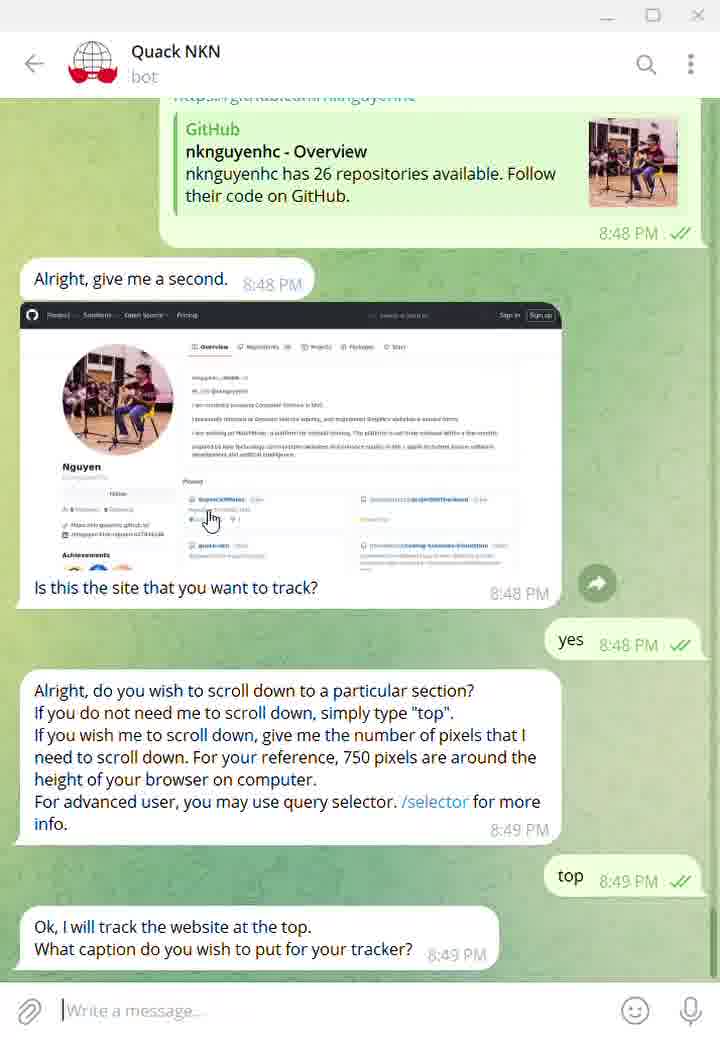 Quack NKN
bot
https://github.com/nknguyenhc
GitHub
nknguyenhc - Overview
nknguyenhc has 26 repositories available. Follow
their code on GitHub.
8:48 PM
Alright, give me a second. 8:48 PM
Product Solutions Open Source Pricing
Sign in Sign up
Overview Repositories Projects Packages Stars
Nguyen
Follow
Pinned
Achievements
Is this the site that you want to track?
8:48 PM
yes 8:48 PM
Alright, do you wish to scroll down to a particular section?
If you do not need me to scroll down, simply type "top".
If you wish me to scroll down, give me the number of pixels that I
need to scroll down. For your reference, 750 pixels are around the
height of your browser on computer.
For advanced user, you may use query selector. /selector for more
info.
8:49 PM
top 8:49 PM
Ok, I will track the website at the top.
What caption do you wish to put for your tracker? 8:49 PM
Write a message...